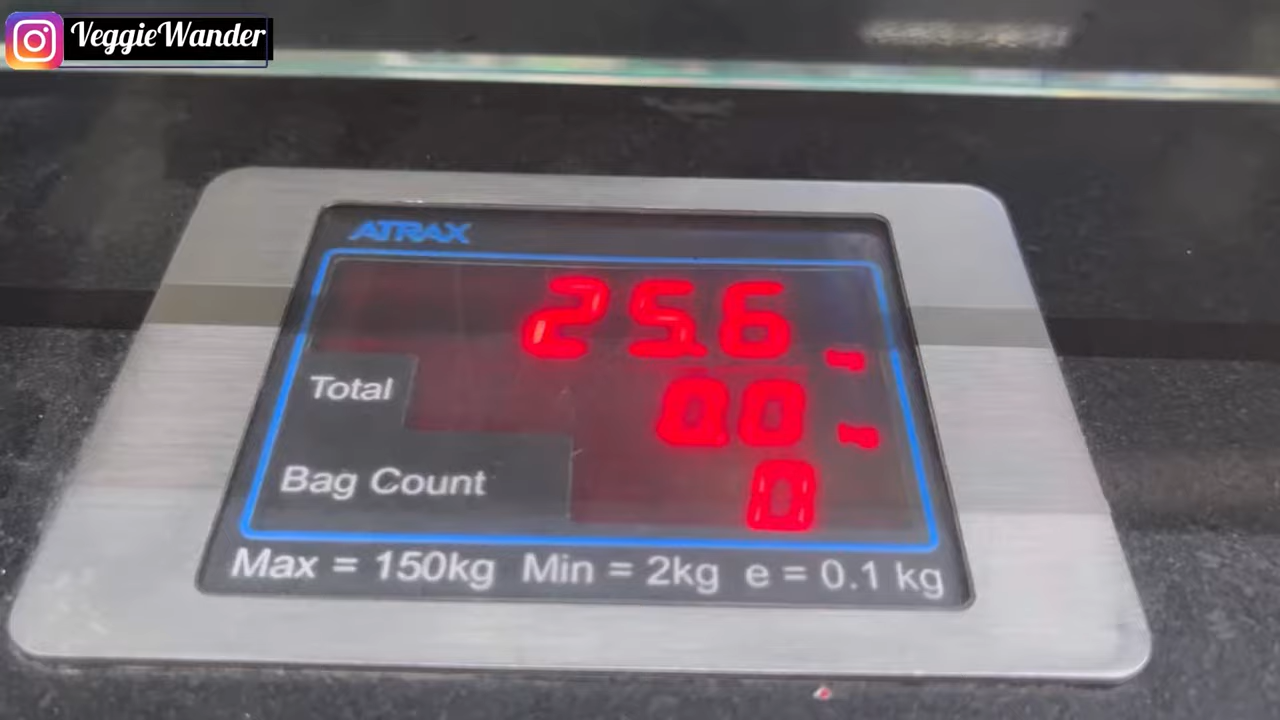 VeggieWander
ATRAX
25.6
Total
0.0
Bag Count
0
Max = 150kg Min = 2kg e = 0.1 kg